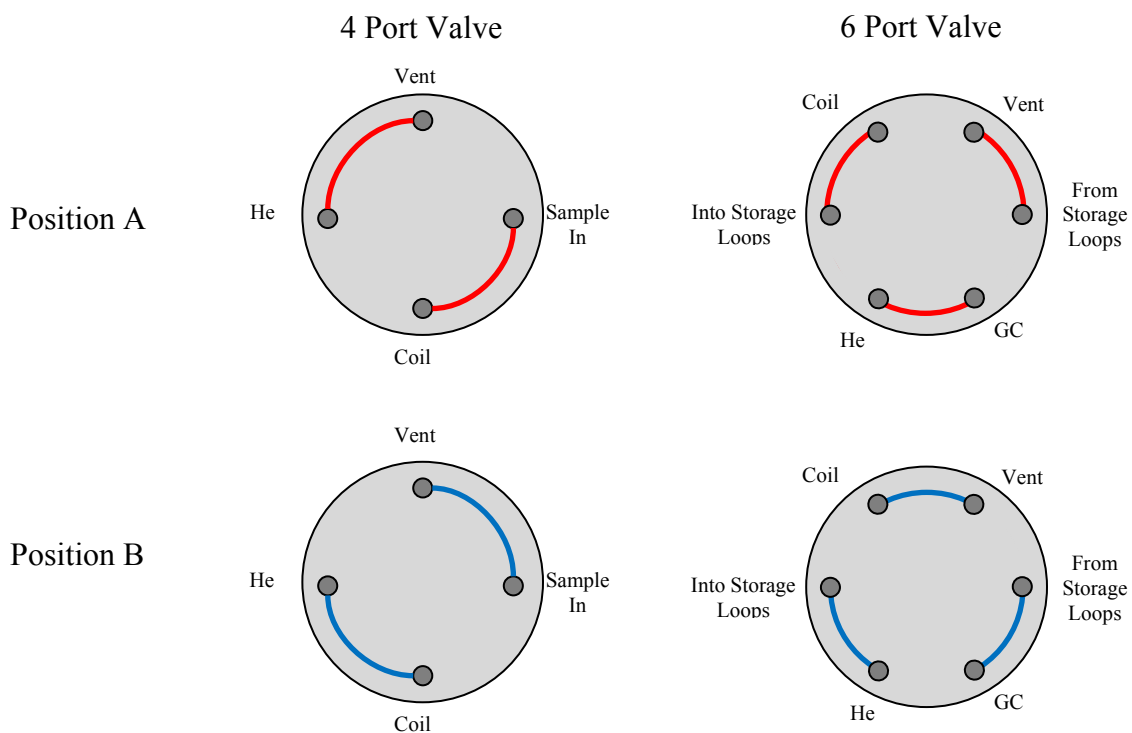 4 Port Valve
6 Port Valve
Position A
Vent
He
Sample
In
Coil
Coil
Vent
Into Storage
Loops
From
Storage
Loops
He
GC
Position B
Vent
He
Sample
In
Coil
Coil
Vent
Into Storage
Loops
From
Storage
Loops
He
GC